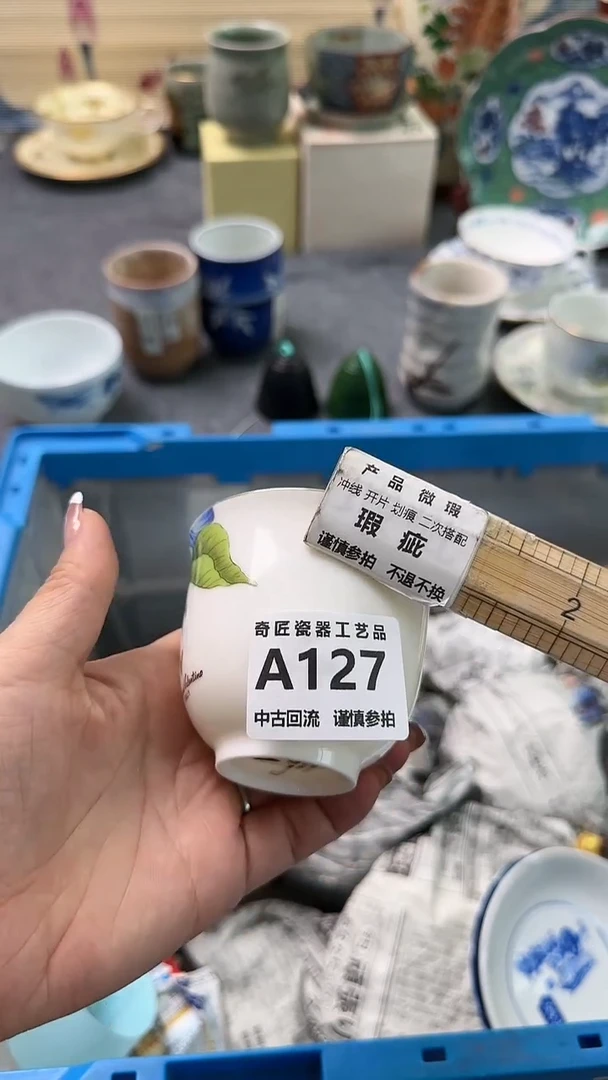 产品 微瑕
冲线 开片 划痕 二次搭配
瑕 疵
谨慎参拍 不退不换
2
奇匠瓷器工艺品
A127
中古回流 谨慎参拍